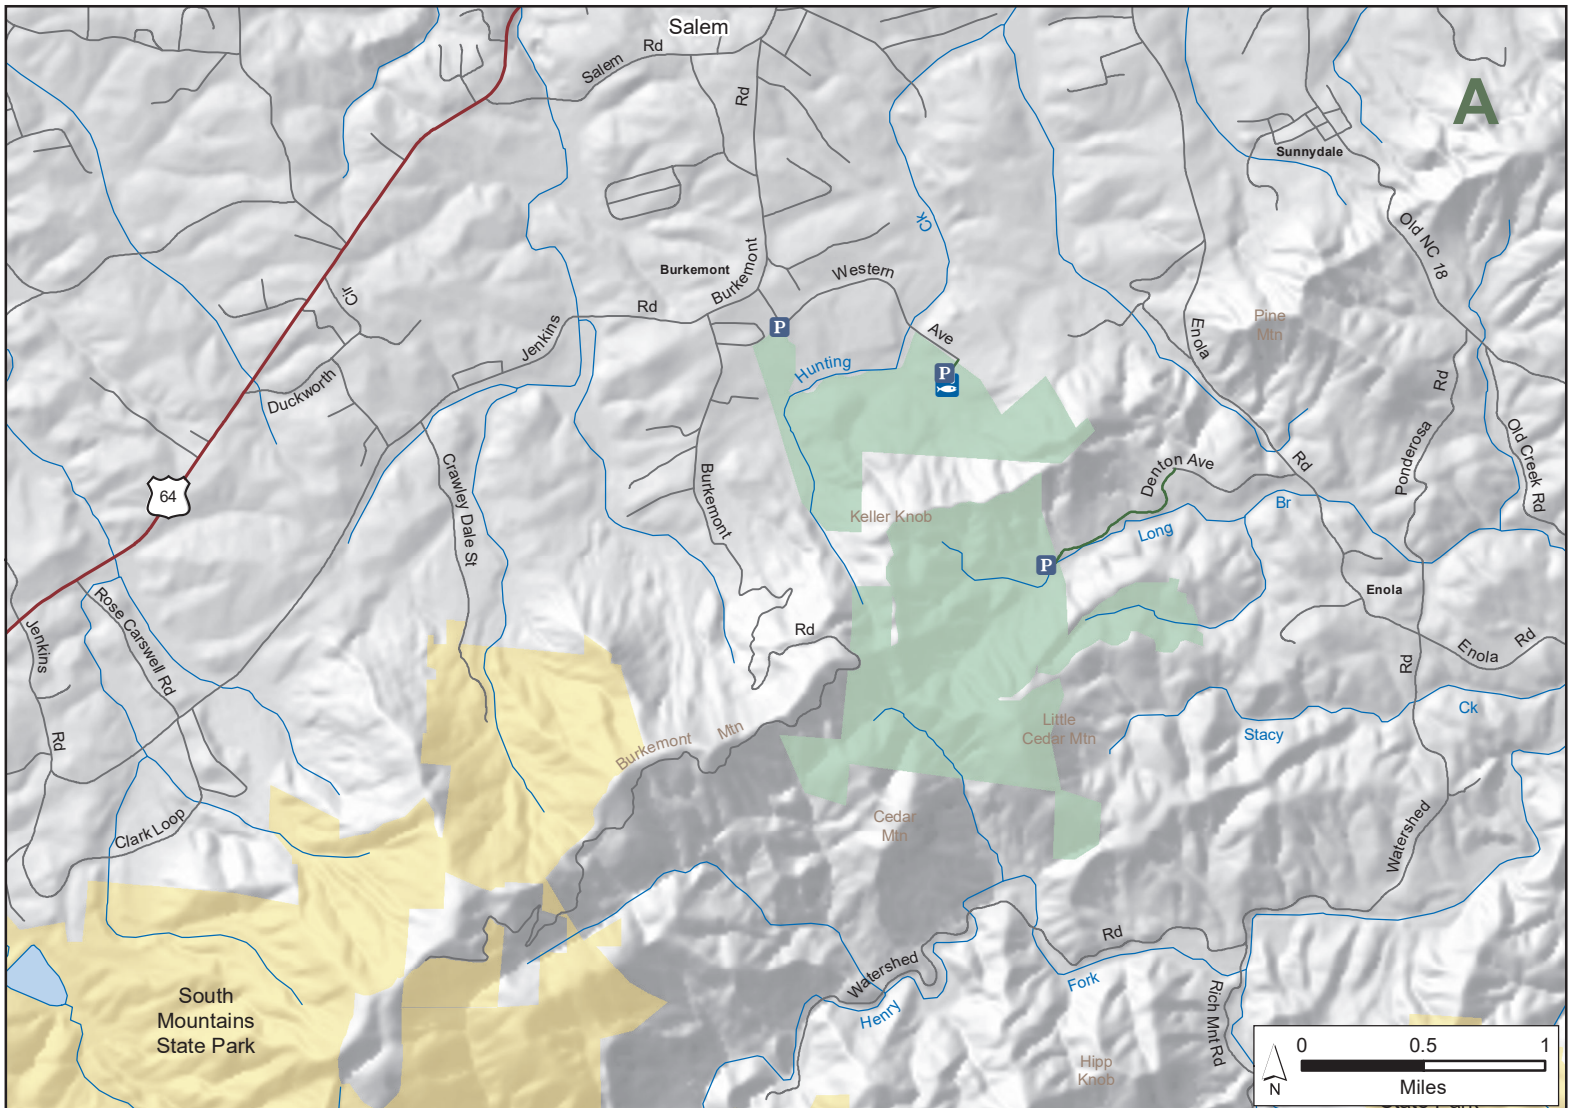 Salem
Rd
Salem
Rd
A
Sunnydale
Ck
Old NC 18
Burkemont
Burkemont
Western
Cir
Rd
Jenkins
Ave
Enola
Pine
Mtn
P
Hunting
P
Duckworth
Rd
Ponderosa
Old Creek Rd
Crawley Dale St
Burkemont
Denton Ave
Rd
64
Br
Keller Knob
Long
P
Enola
Rose Carswell Rd
Jenkins
Rd
Rd
Enola
Rd
Rd
Ck
Little
Cedar Mtn
Stacy
Burkemont
Mtn
Clark Loop
Cedar
Mtn
Watershed
Rd
Watershed
Fork
Henry
Rich Mnt Rd
South
Mountains
State Park
Hipp
Knob
N
0
0.5
1
Miles